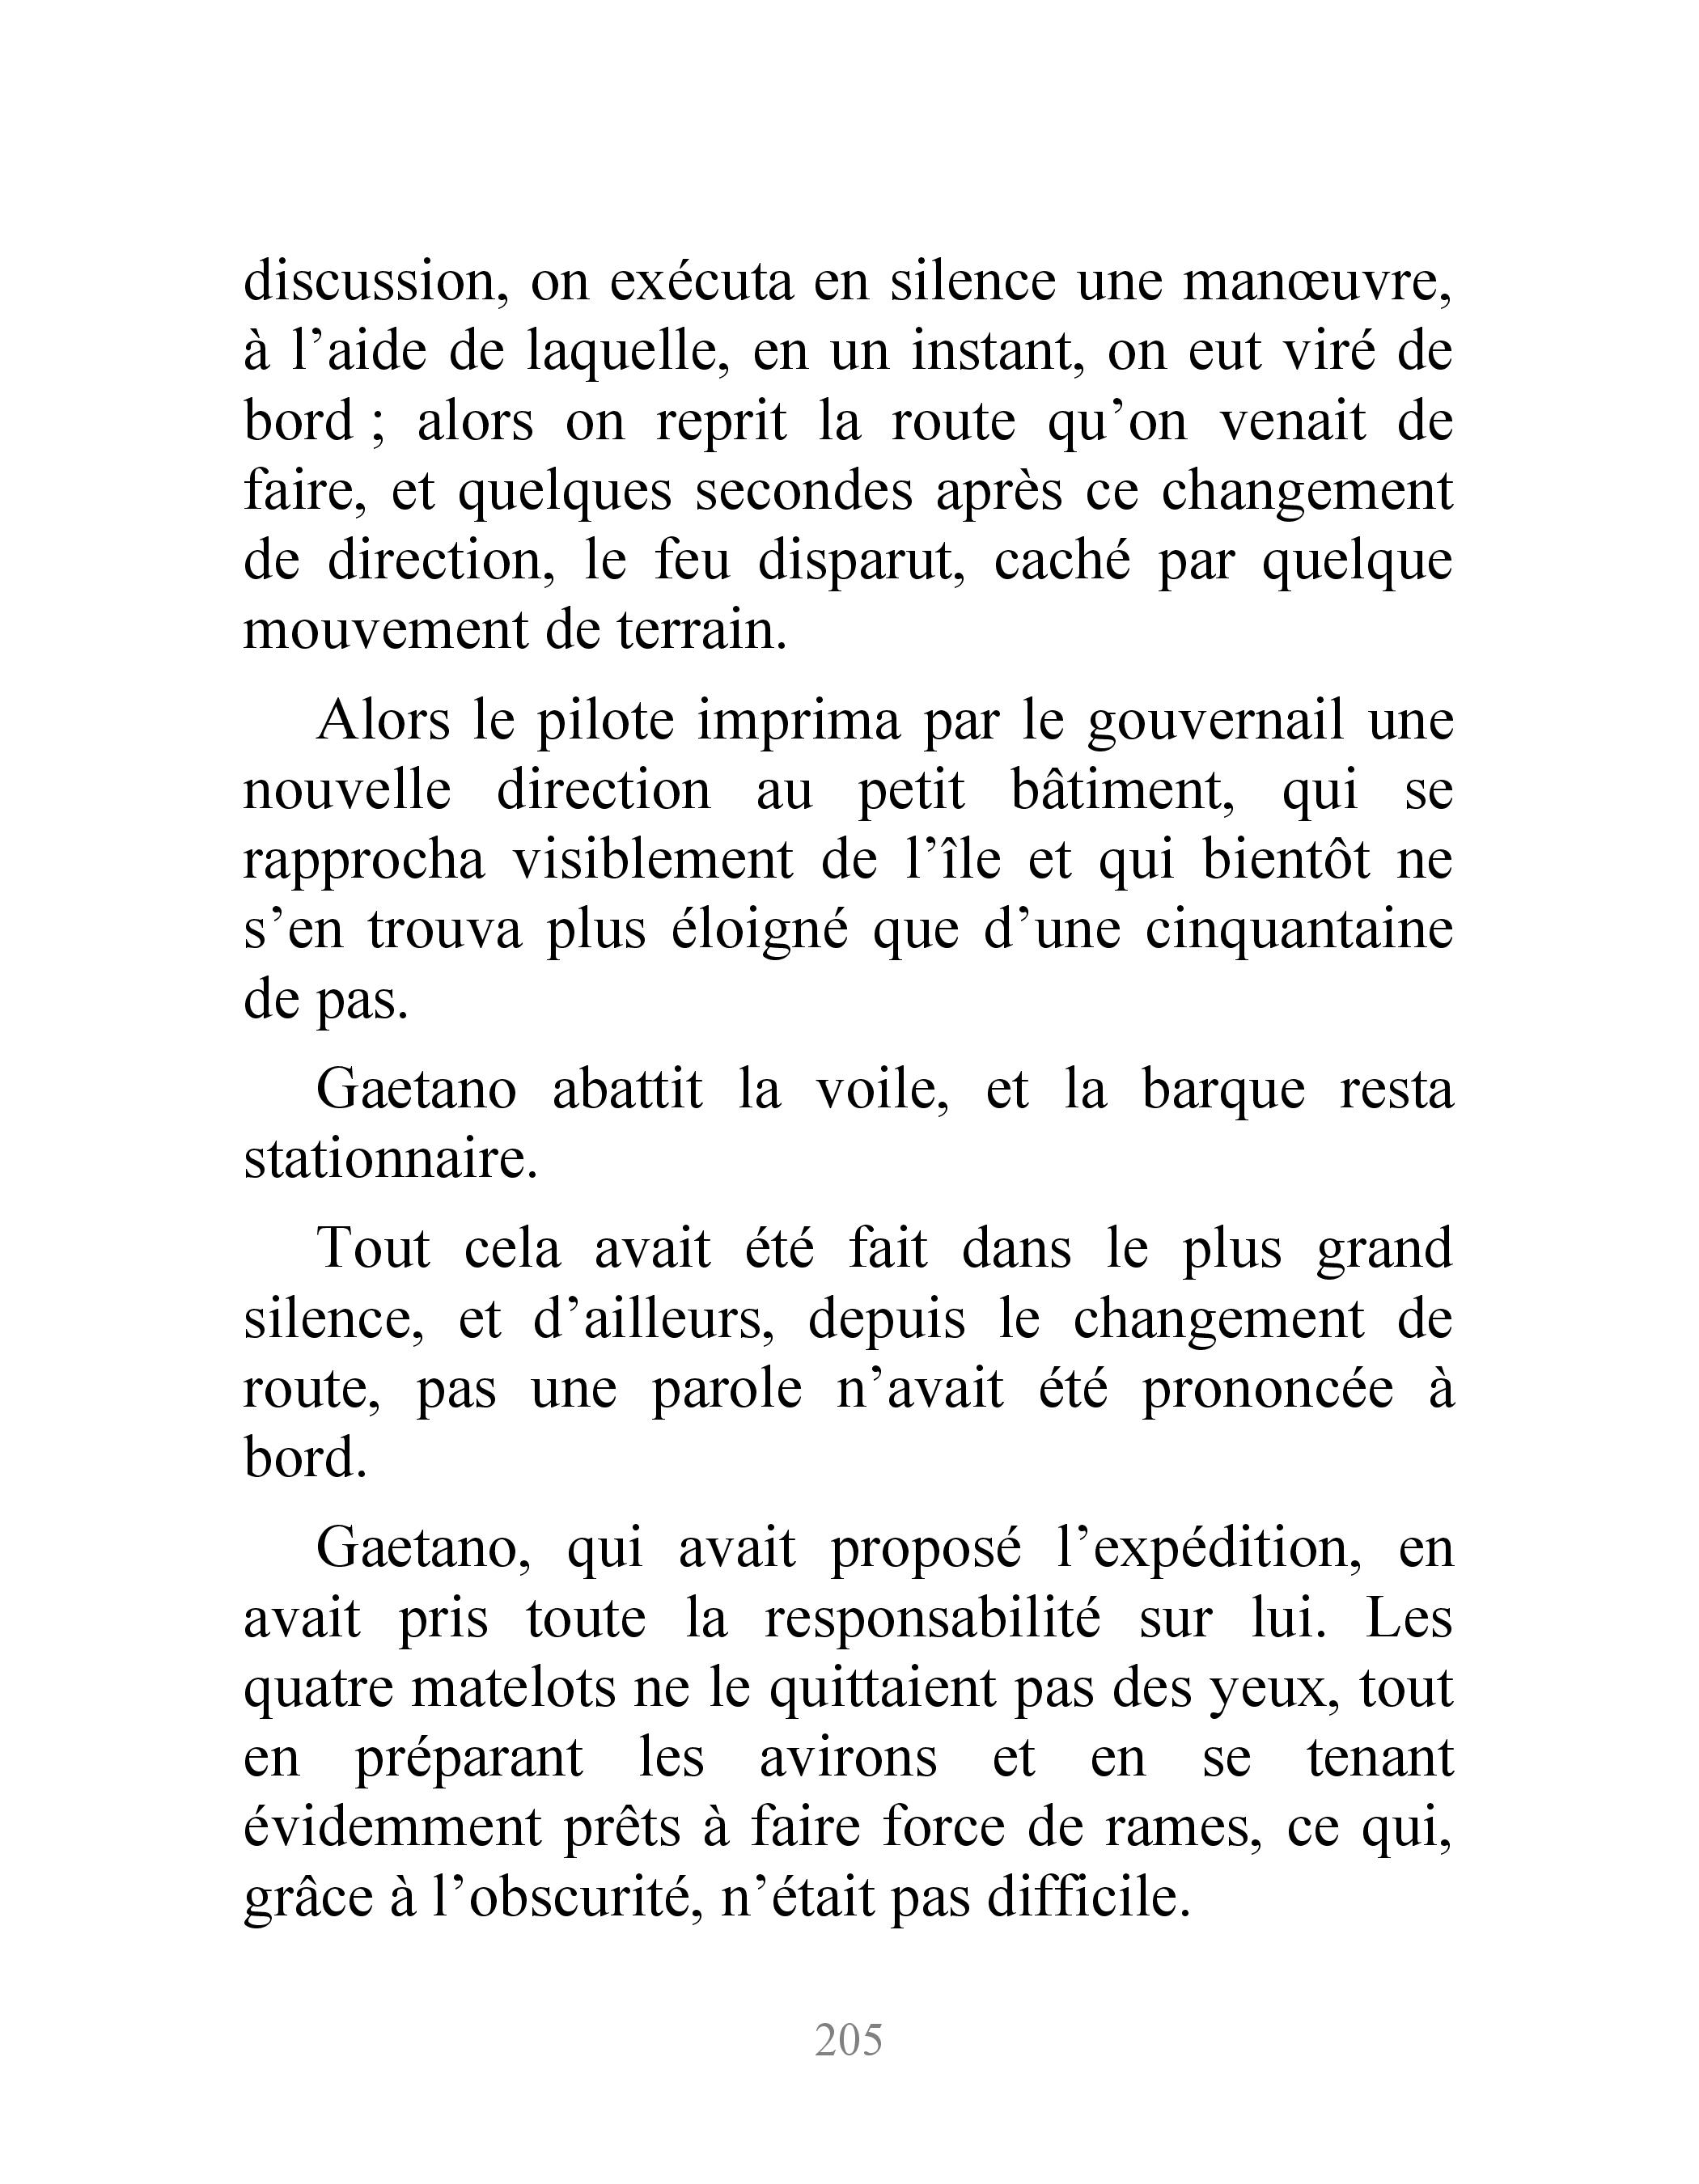 discussion, on exécuta en silence une manœuvre,
à l’aide de laquelle, en un instant, on eut viré de
bord ; alors on reprit la route qu’on venait de
faire, et quelques secondes après ce changement
de direction, le feu disparut, caché par quelque
mouvement de terrain.
Alors le pilote imprima par le gouvernail une
nouvelle direction au petit bâtiment, qui se
rapprocha visiblement de l’île et qui bientôt ne
s’en trouva plus éloigné que d’une cinquantaine
de pas.
Gaetano abattit la voile, et la barque resta
stationnaire.
Tout cela avait été fait dans le plus grand
silence, et d’ailleurs, depuis le changement de
route, pas une parole n’avait été prononcée à
bord.
Gaetano, qui avait proposé l’expédition, en
avait pris toute la responsabilité sur lui. Les
quatre matelots ne le quittaient pas des yeux, tout
en préparant les avirons et en se tenant
évidemment prêts à faire force de rames, ce qui,
grâce à l’obscurité, n’était pas difficile.
205